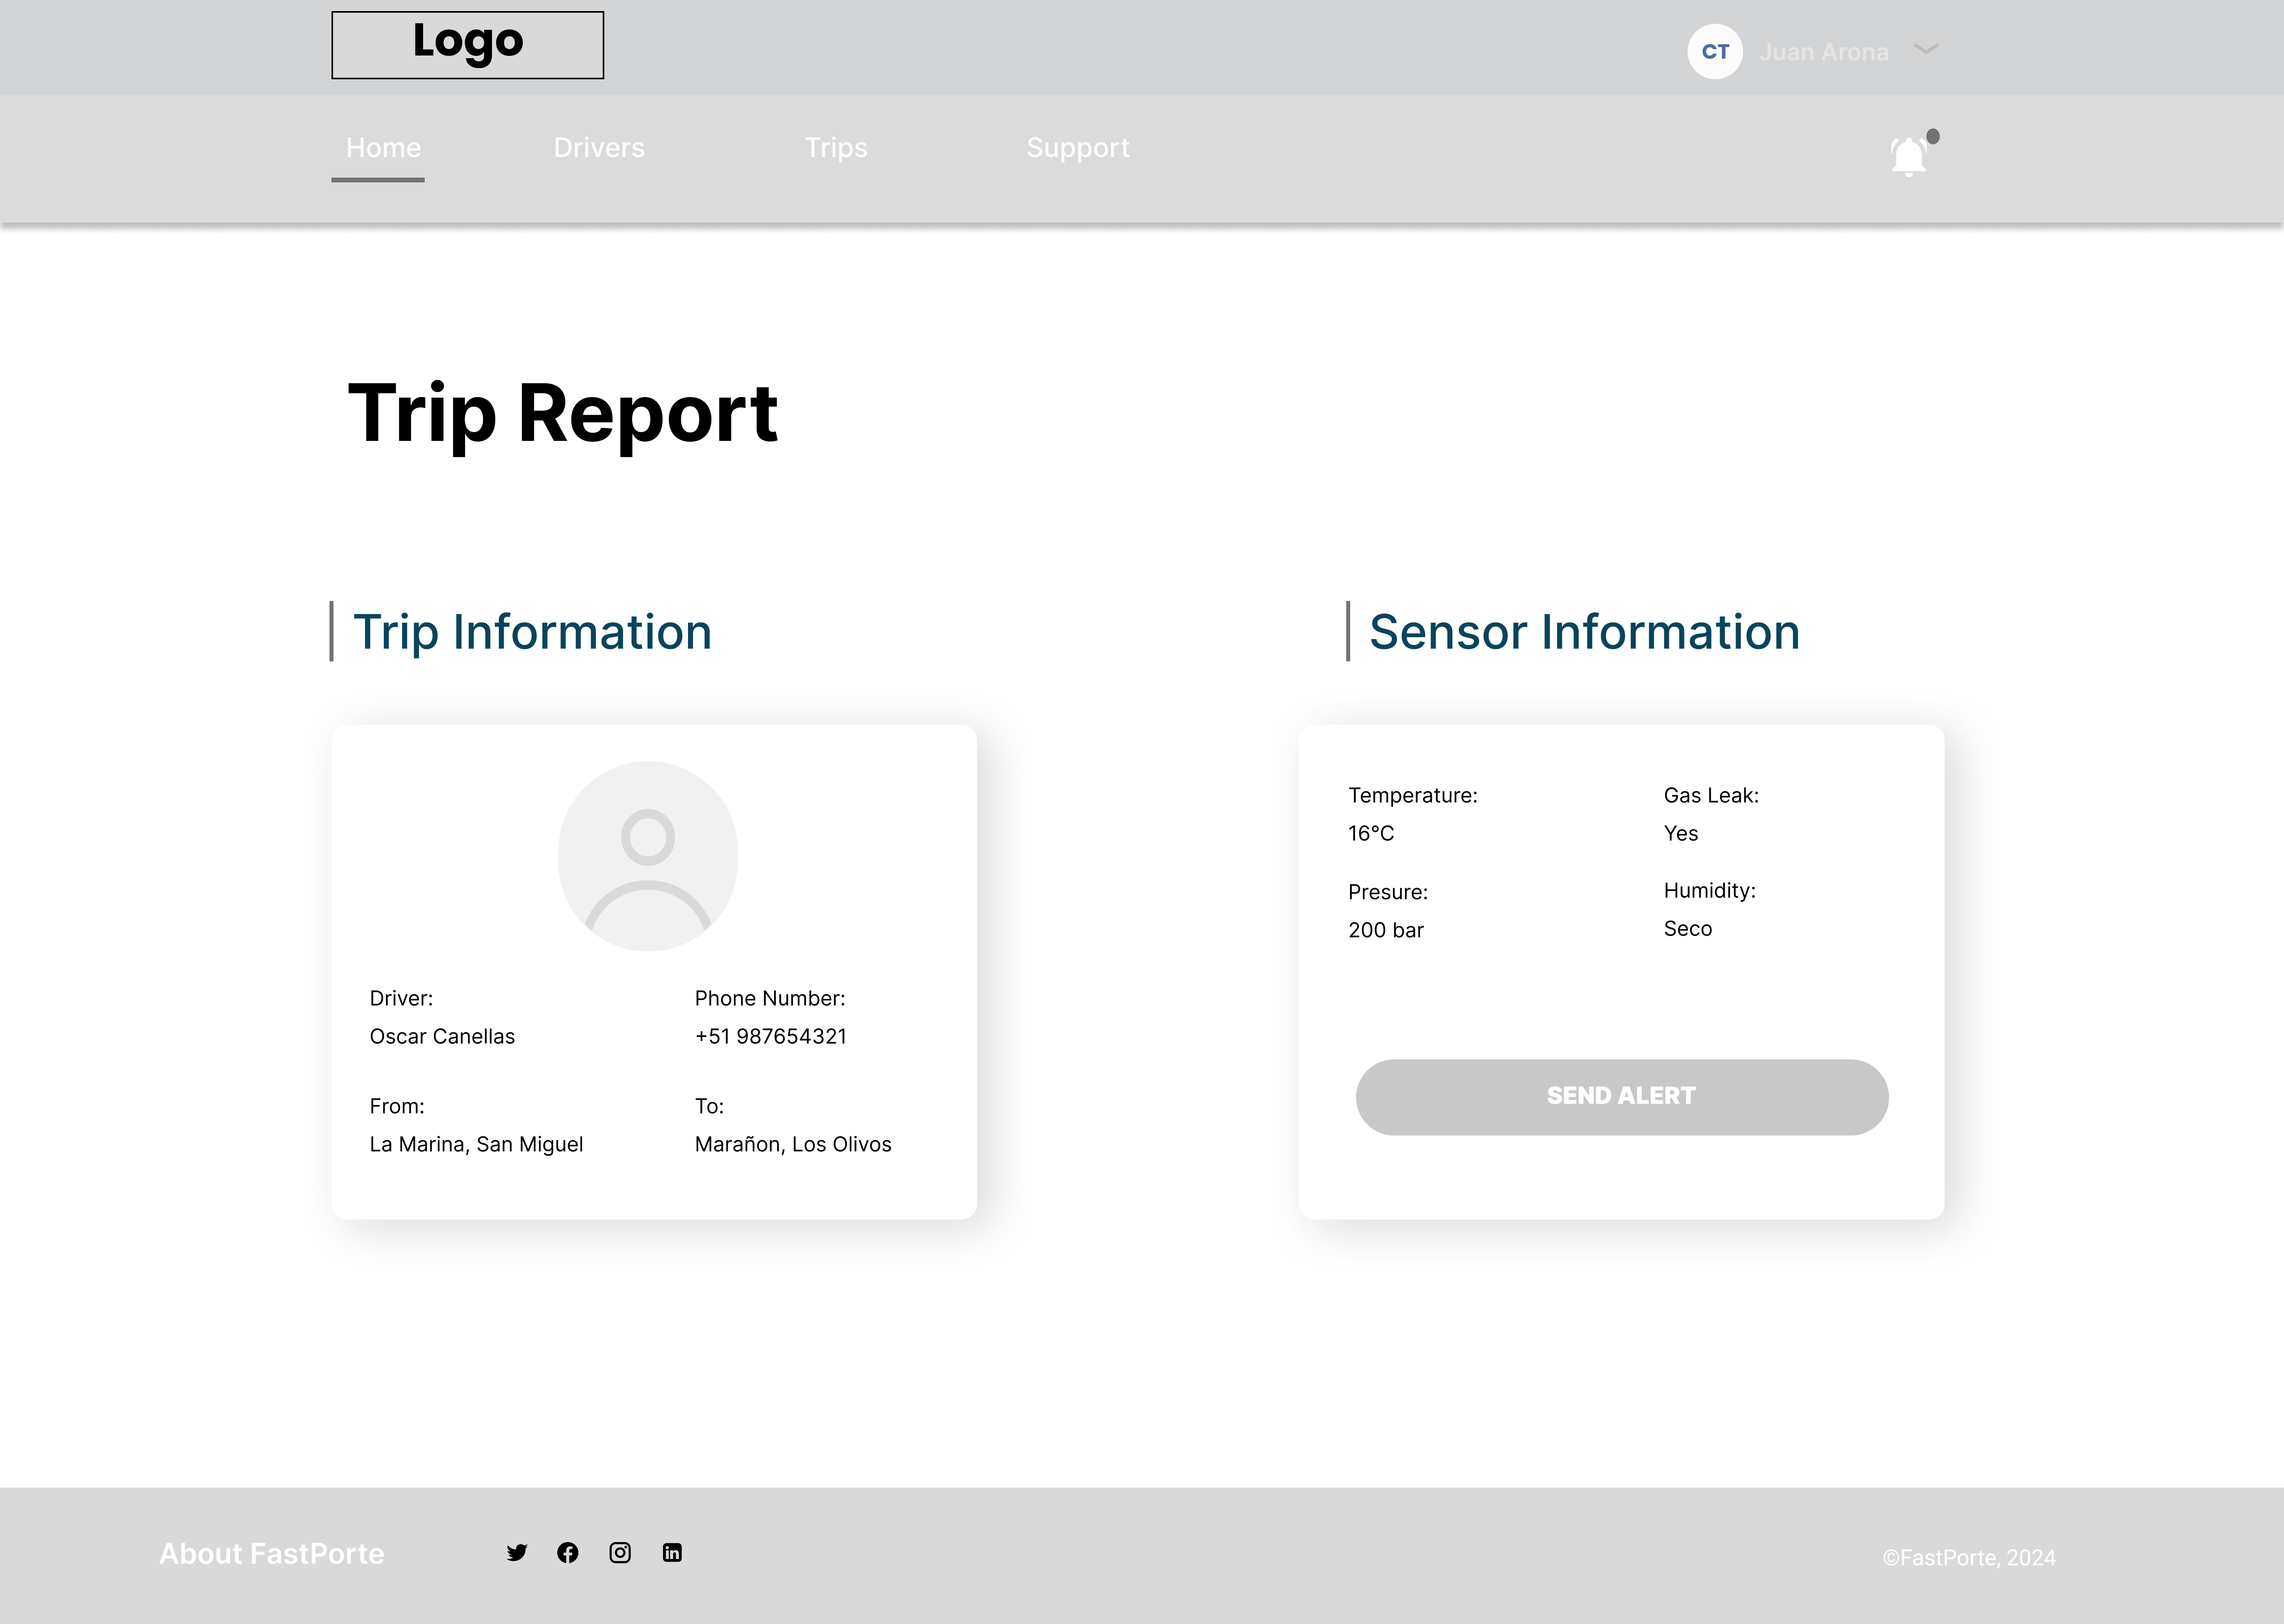 Logo
CT
Juan Arona
Home
Drivers
Trips
Support
Trip Report
Trip Information
Driver:
Oscar Canellas
Phone Number:
+51 987654321
From:
La Marina, San Miguel
To:
Marañon, Los Olivos
Sensor Information
Temperature:
16°C
Gas Leak:
Yes
Presure:
200 bar
Humidity:
Seco
SEND ALERT
About FastPorte
©FastPorte, 2024